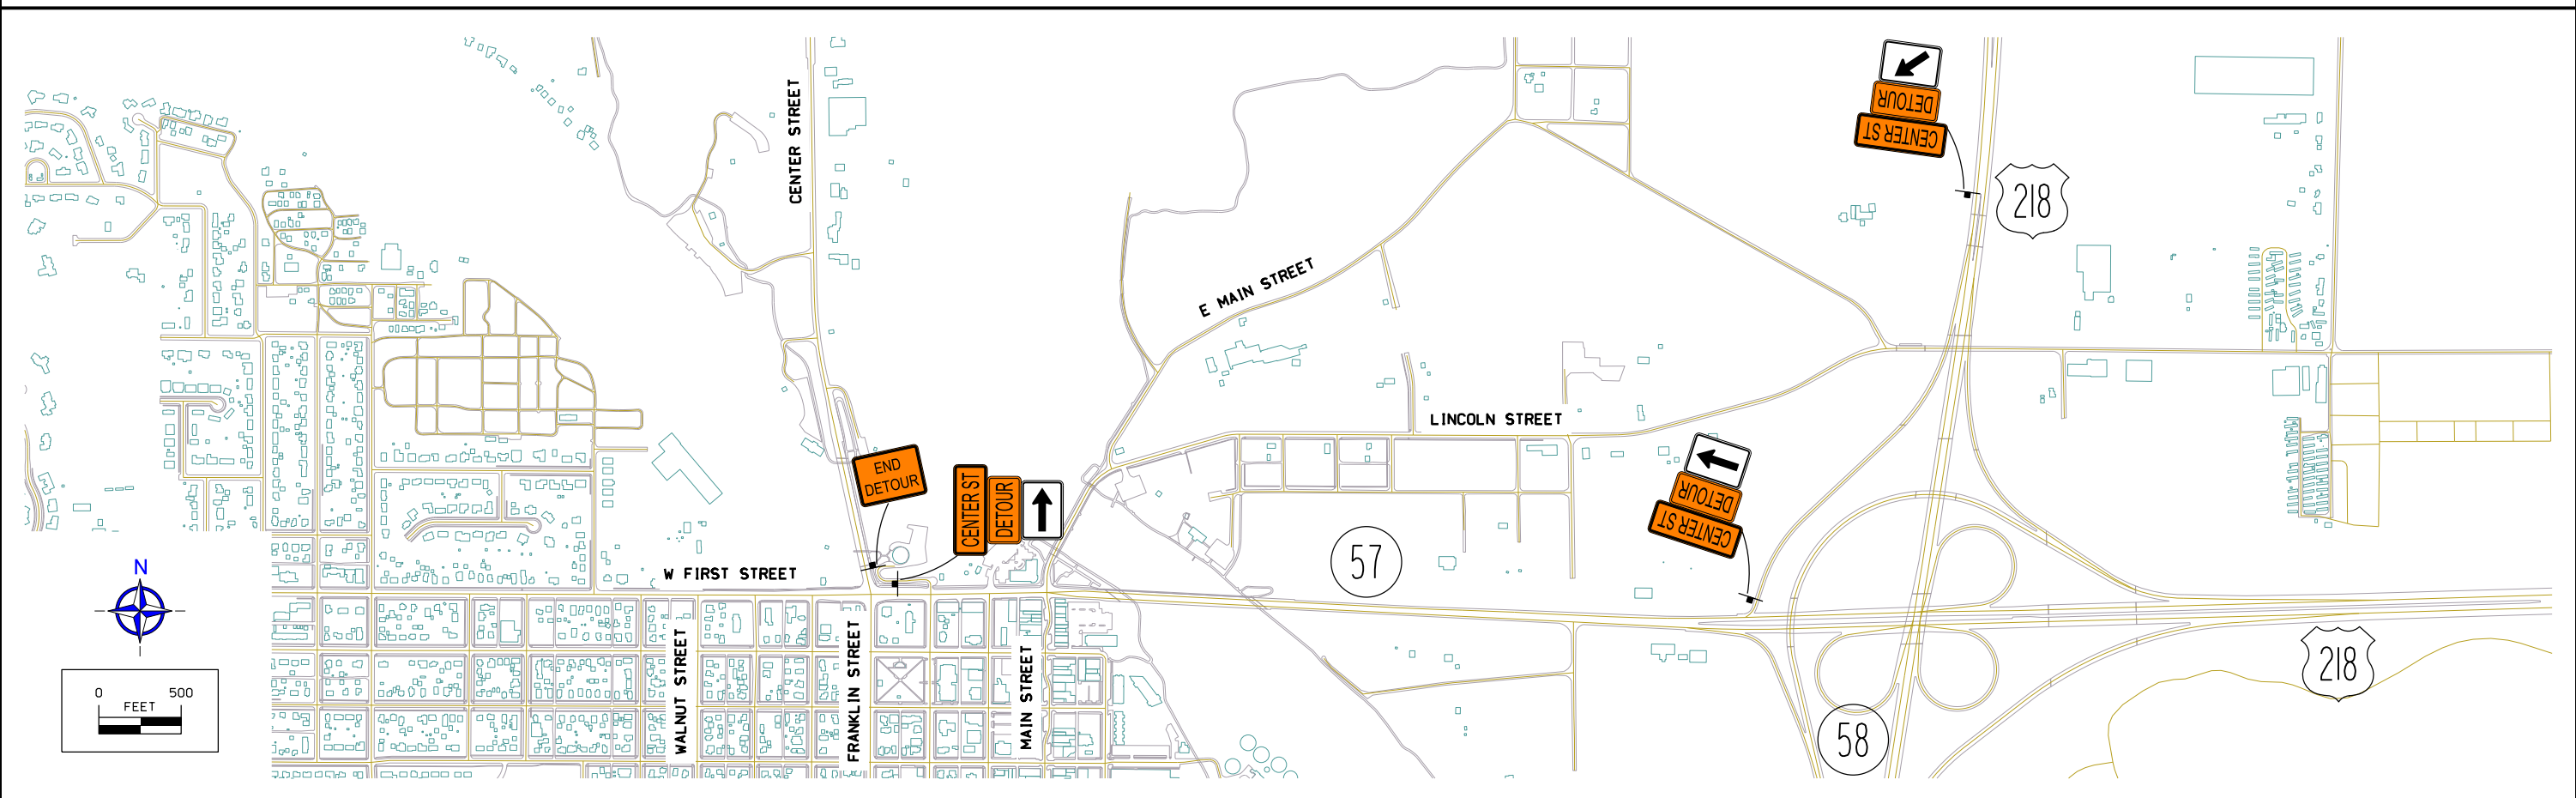 CENTER STREET
CENTER ST
DETOUR
218
E MAIN STREET
LINCOLN STREET
END
DETOUR
CENTER ST
DETOUR
CENTER ST
DETOUR
57
W FIRST STREET
N
0 500
FEET
WALNUT STREET
FRANKLIN STREET
MAIN STREET
218
58